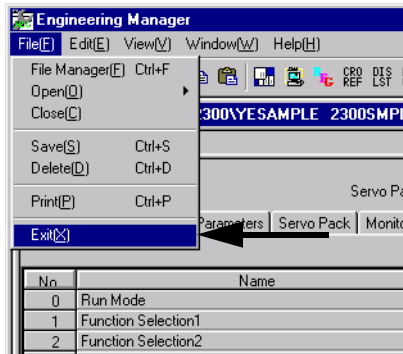 Engineering Manager
File(F) Edit(E) View(V) Window(W) Help(H)
File Manager(F) Ctrl+F
Open(O)
Close(C)
Save(S) Ctrl+S
Delete(D) Ctrl+D
Print(P) Ctrl+P
Exit(X)
CRO REF DIS LST
2300\YESAMPLE 2300SMP
Servo Pa
Parameters Servo Pack Monito
No Name
0 Run Mode
1 Function Selection1
2 Function Selection2